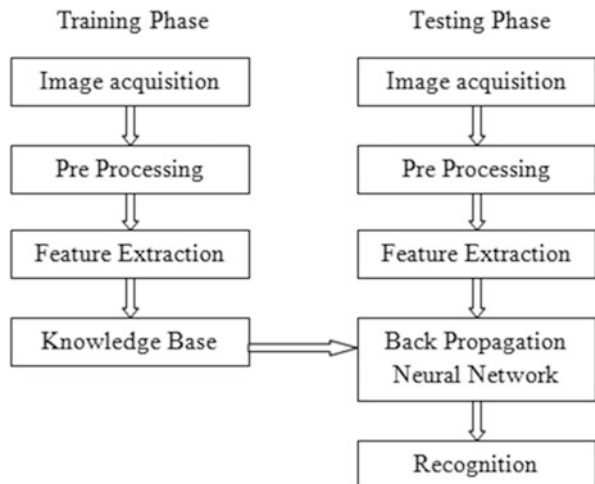 Training Phase
Image acquisition
Pre Processing
Feature Extraction
Knowledge Base
Testing Phase
Image acquisition
Pre Processing
Feature Extraction
Back Propagation
Neural Network
Recognition